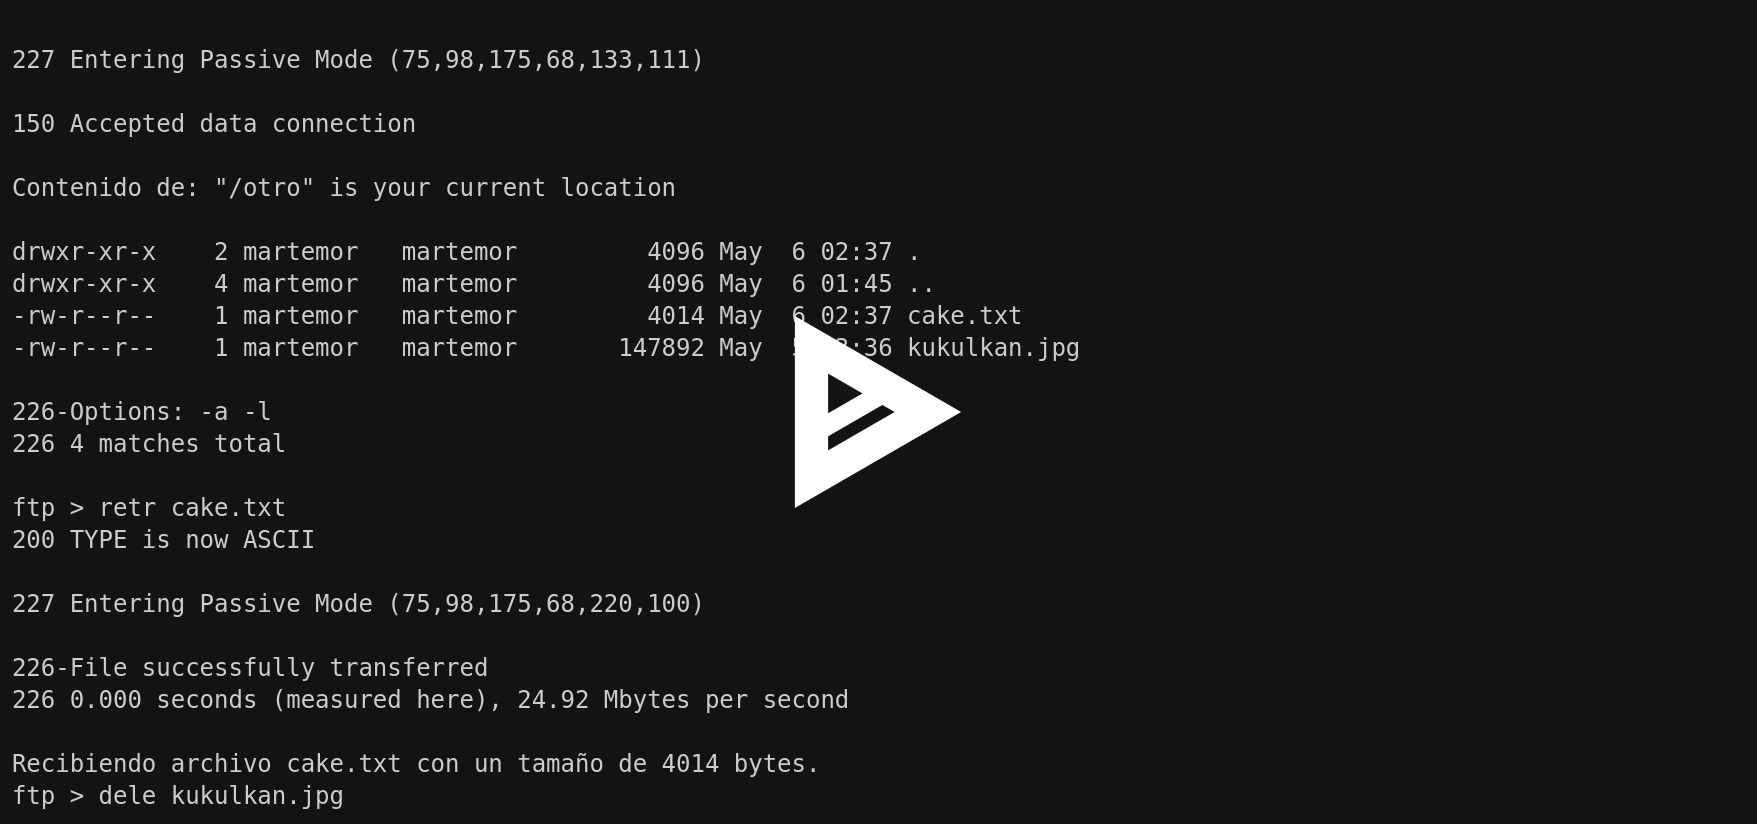 227 Entering Passive Mode (75,98,175,68,133,111)
150 Accepted data connection
Contenido de: "/otro" is your current location
drwxr-xr-x    2 martemor   martemor         4096 May  6 02:37 .
drwxr-xr-x    4 martemor   martemor         4096 May  6 01:45 ..
-rw-r--r--    1 martemor   martemor         4014 May  6 02:37 cake.txt
-rw-r--r--    1 martemor   martemor       147892 May kukulkan.jpg
226-Options: -a -l
226 4 matches total
ftp > retr cake.txt
200 TYPE is now ASCII
227 Entering Passive Mode (75,98,175,68,220,100)
226-File successfully transferred
226 0.000 seconds (measured here), 24.92 Mbytes per second
Recibiendo archivo cake.txt con un tamaño de 4014 bytes.
ftp > dele kukulkan.jpg